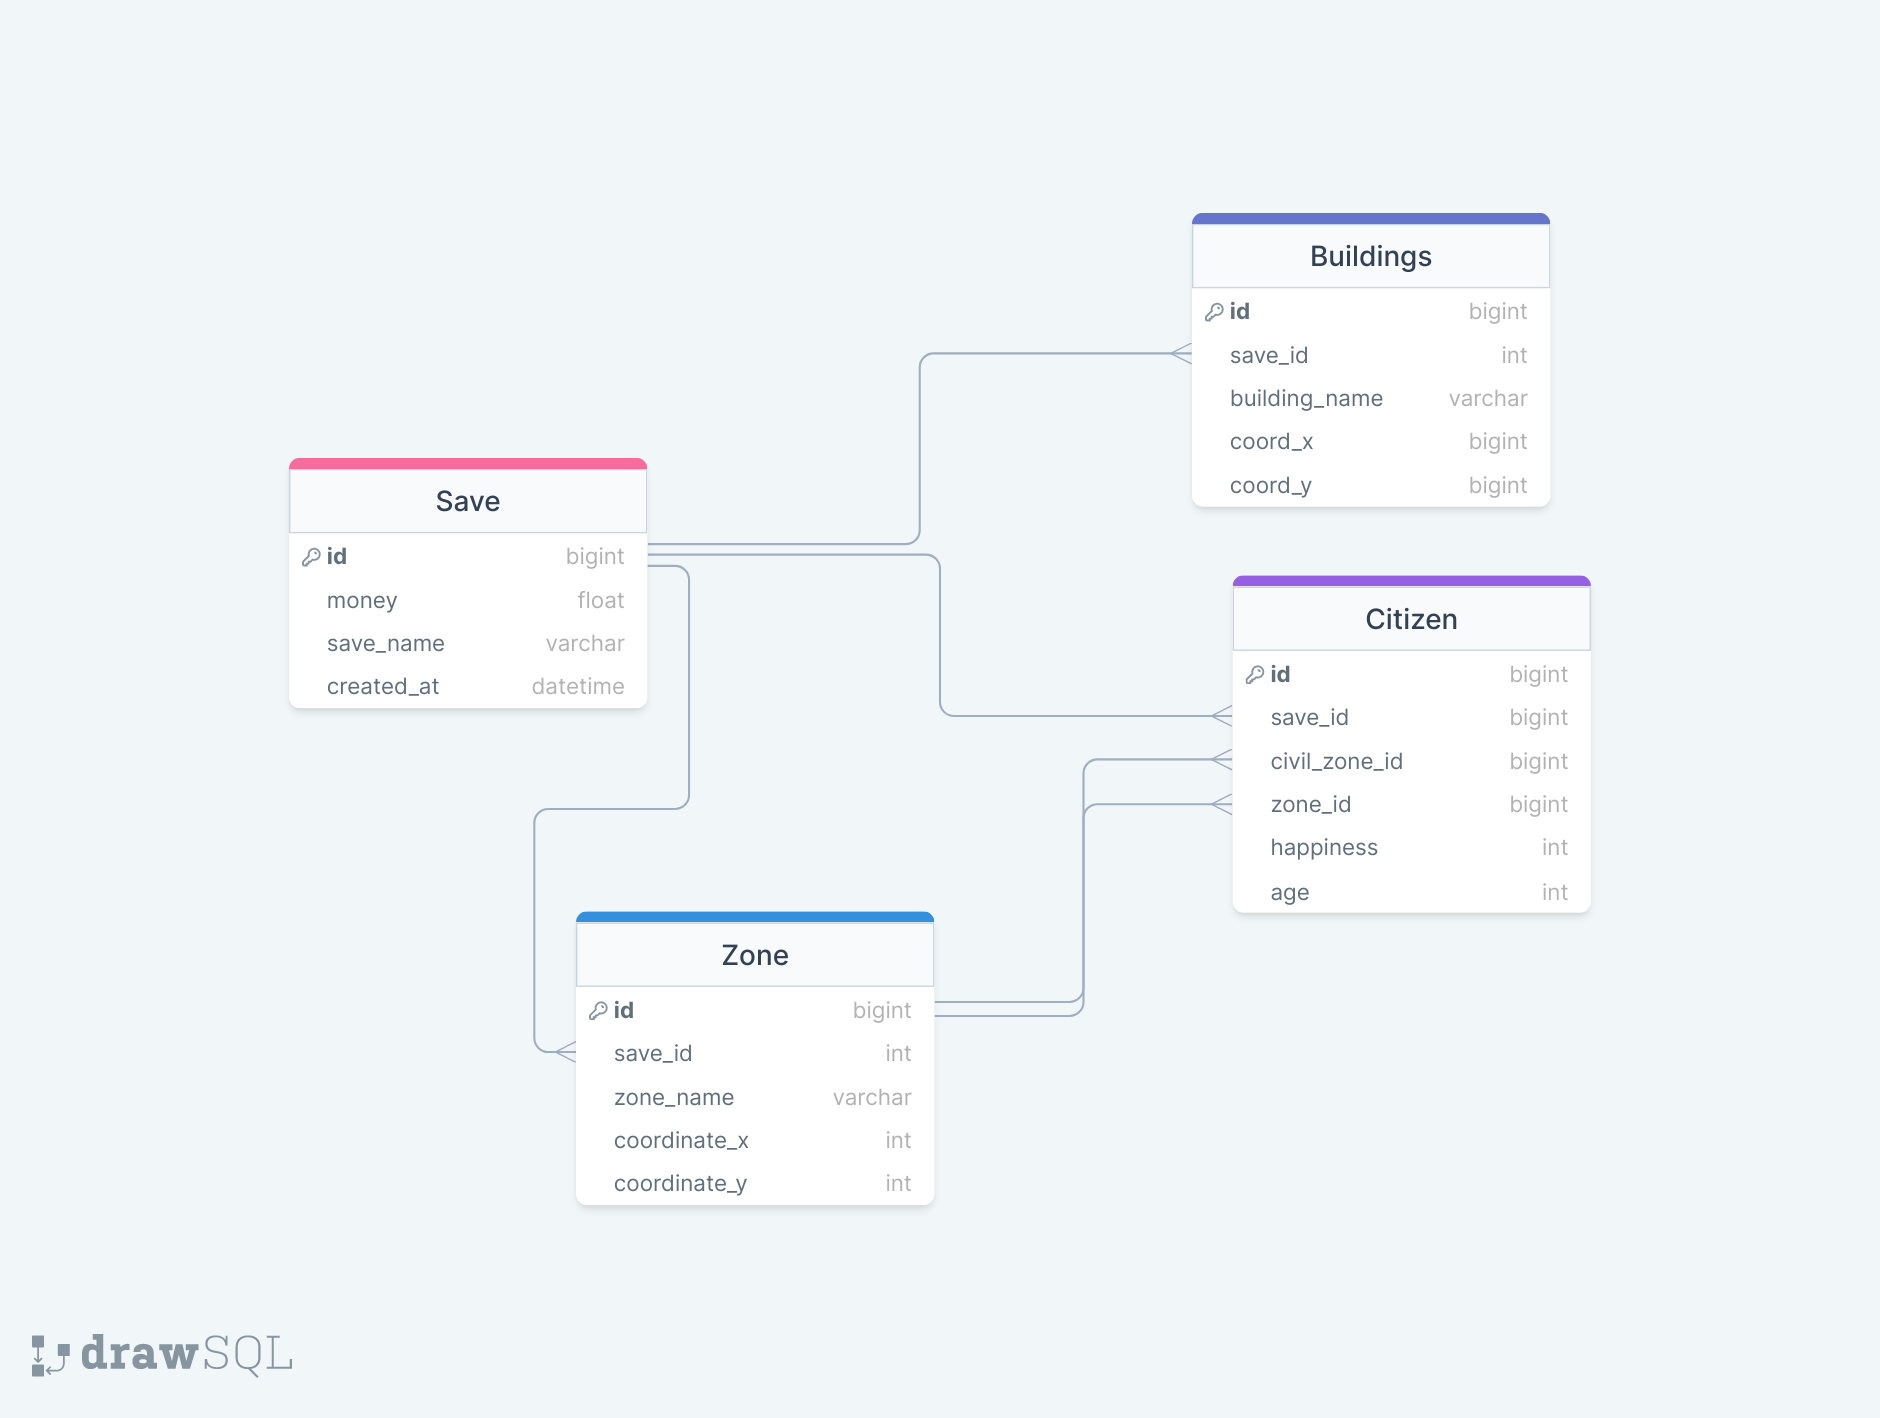 Buildings
id bigint
save_id int
building_name varchar
coord_x bigint
coord_y bigint
Save
id bigint
money float
save_name varchar
created_at datetime
Citizen
id bigint
save_id bigint
civil_zone_id bigint
zone_id bigint
happiness int
age int
Zone
id bigint
save_id int
zone_name varchar
coordinate_x int
coordinate_y int
drawSQL